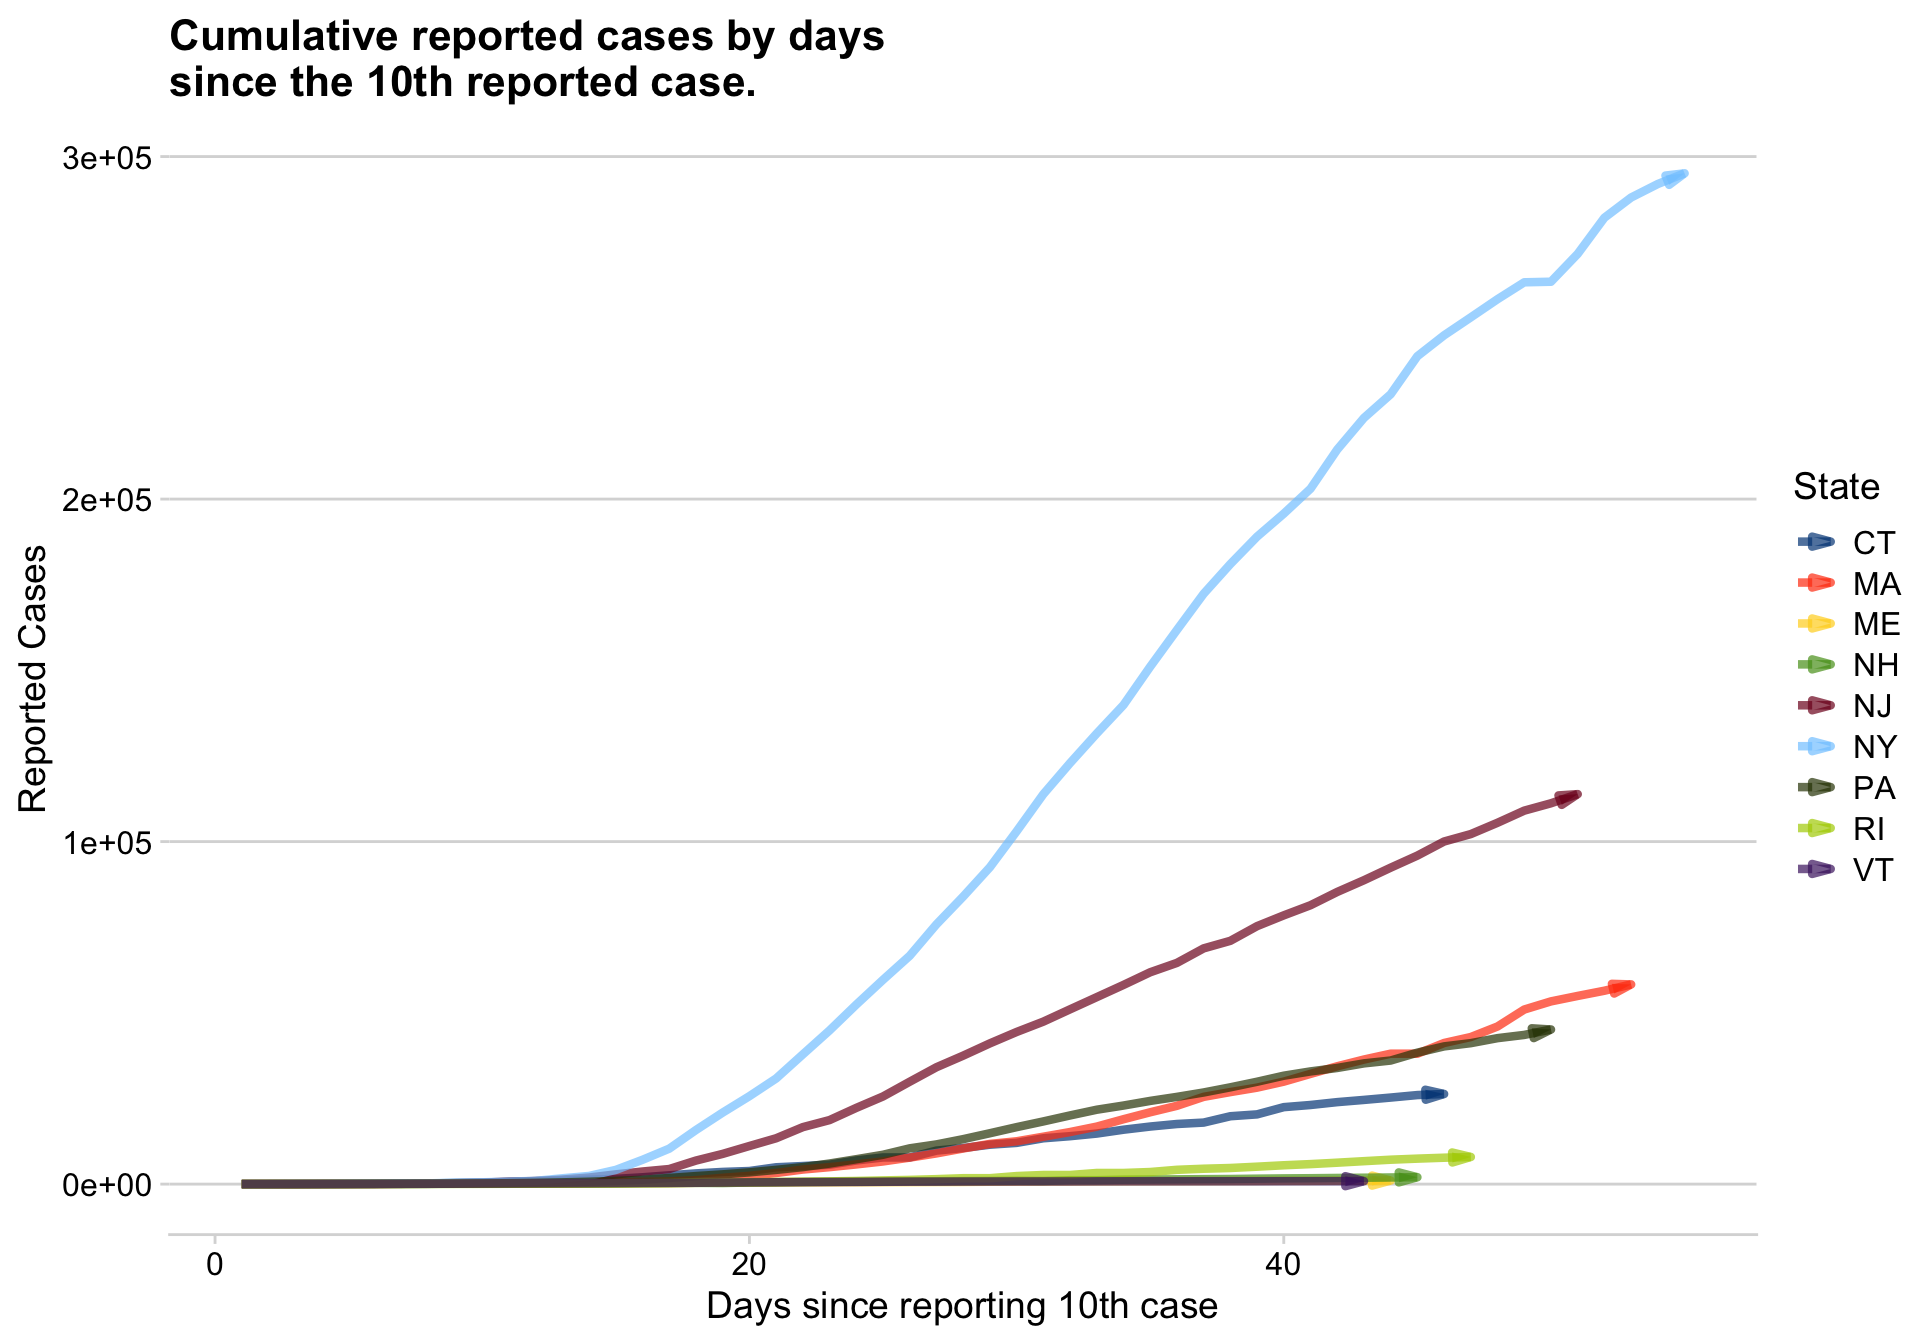 Cumulative reported cases by days
since the 10th reported case.
3e+05
2e+05
1e+05
0e+00
Reported Cases
0
20
40
Days since reporting 10th case
State
CT
MA
ME
NH
NJ
NY
PA
RI
VT